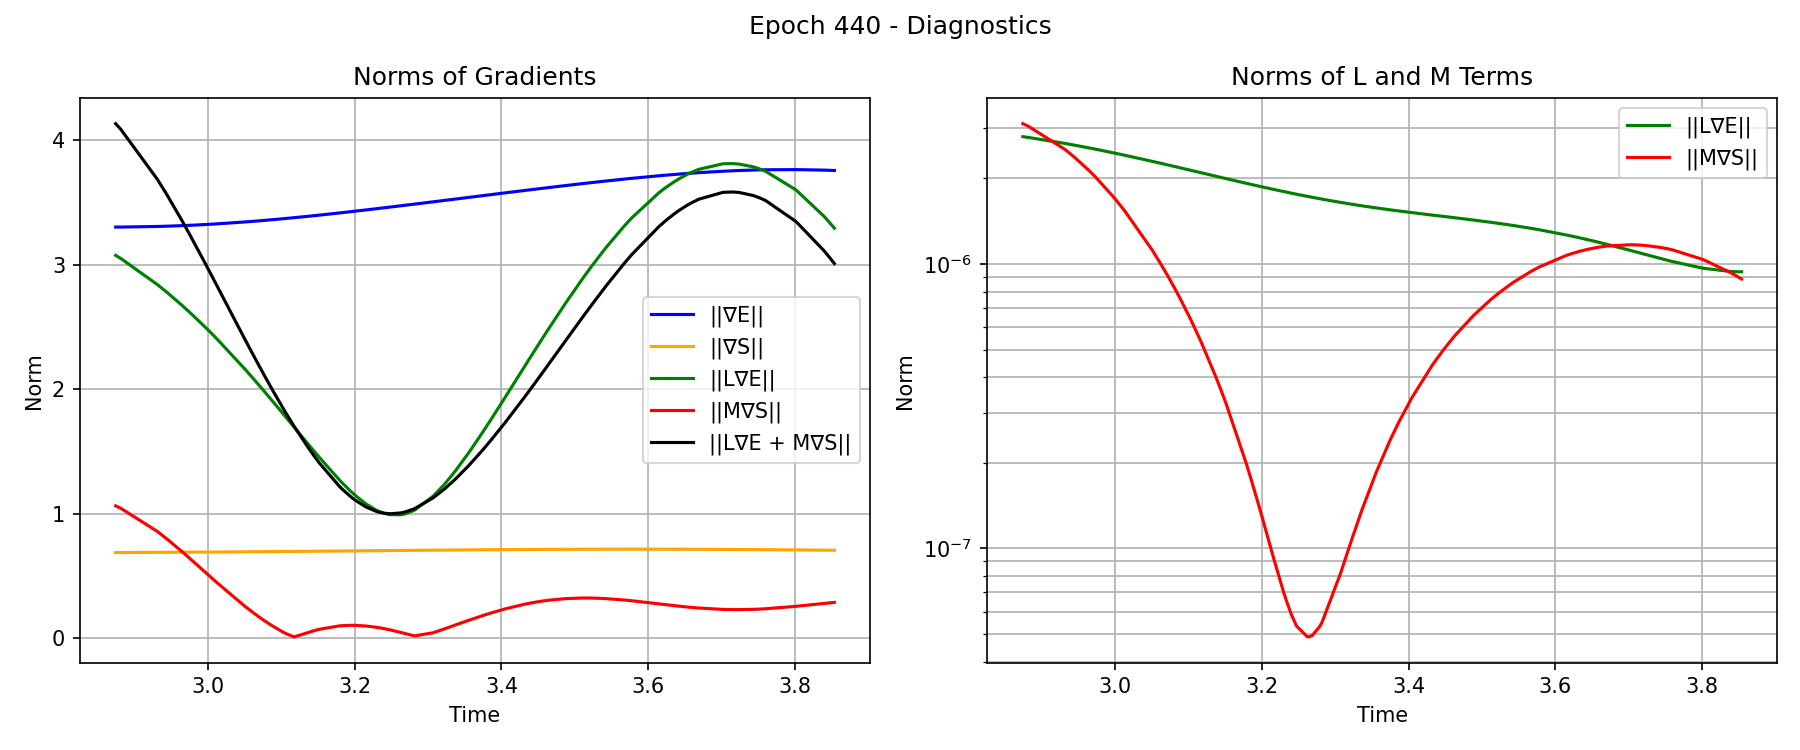 Epoch 440 - Diagnostics
Norms of Gradients
Norm
4
3
2
1
0
3.0 3.2 3.4 3.6 3.8
Time
||∇E||
||∇S||
||L∇E||
||M∇S||
||L∇E + M∇S||
Norms of L and M Terms
Norm
10⁻⁶
10⁻⁷
3.0 3.2 3.4 3.6 3.8
Time
||L∇E||
||M∇S||